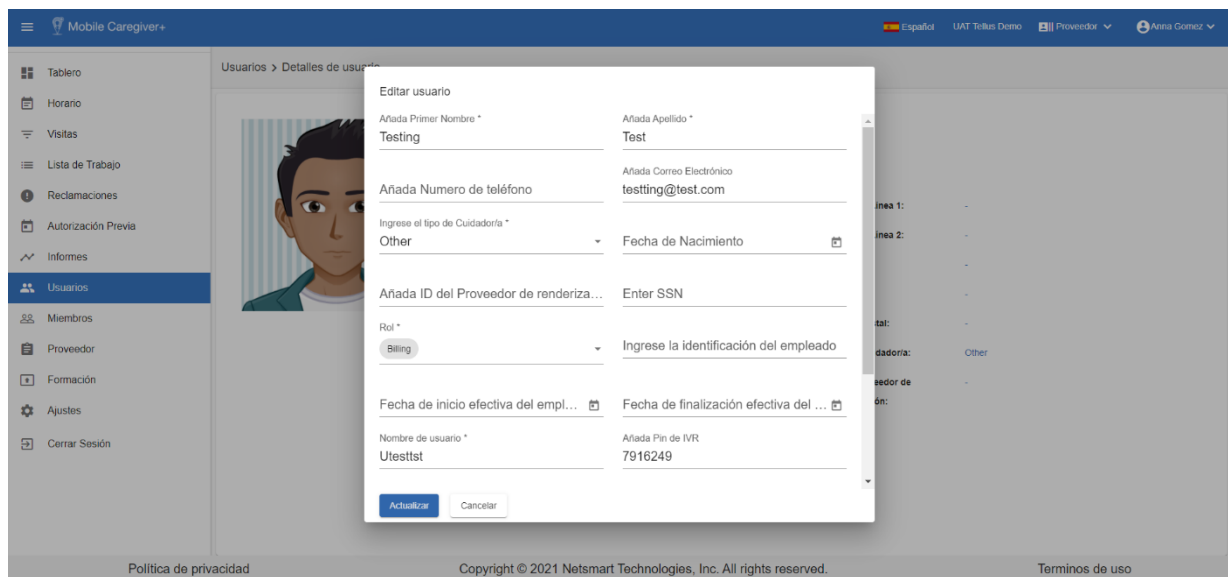 Mobile Caregiver+
Español
UAT Tellus Demo
Proveedor
Anna Gomez
Tablero
Horario
Visitas
Lista de Trabajo
Reclamaciones
Autorización Previa
Informes
Usuarios
Miembros
Proveedor
Formación
Ajustes
Cerrar Sesión
Usuarios > Detalles de usuario
Editar usuario
Añada Primer Nombre *
Testing
Añada Apellido *
Test
Añada Numero de teléfono
Añada Correo Electrónico
testting@test.com
Ingrese el tipo de Cuidador/a *
Other
Fecha de Nacimiento
Añada ID del Proveedor de renderiza...
Enter SSN
Rol *
Billing
Ingrese la identificación del empleado
Fecha de inicio efectiva del empl...
Fecha de finalización efectiva del ...
Nombre de usuario *
Utesttst
Añada Pin de IVR
7916249
Actualizar
Cancelar
ínea 1: -
ínea 2: -
-
-
tal: -
dador/a: Other
eedor de -
ón:
Política de privacidad
Copyright © 2021 Netsmart Technologies, Inc. All rights reserved.
Terminos de uso